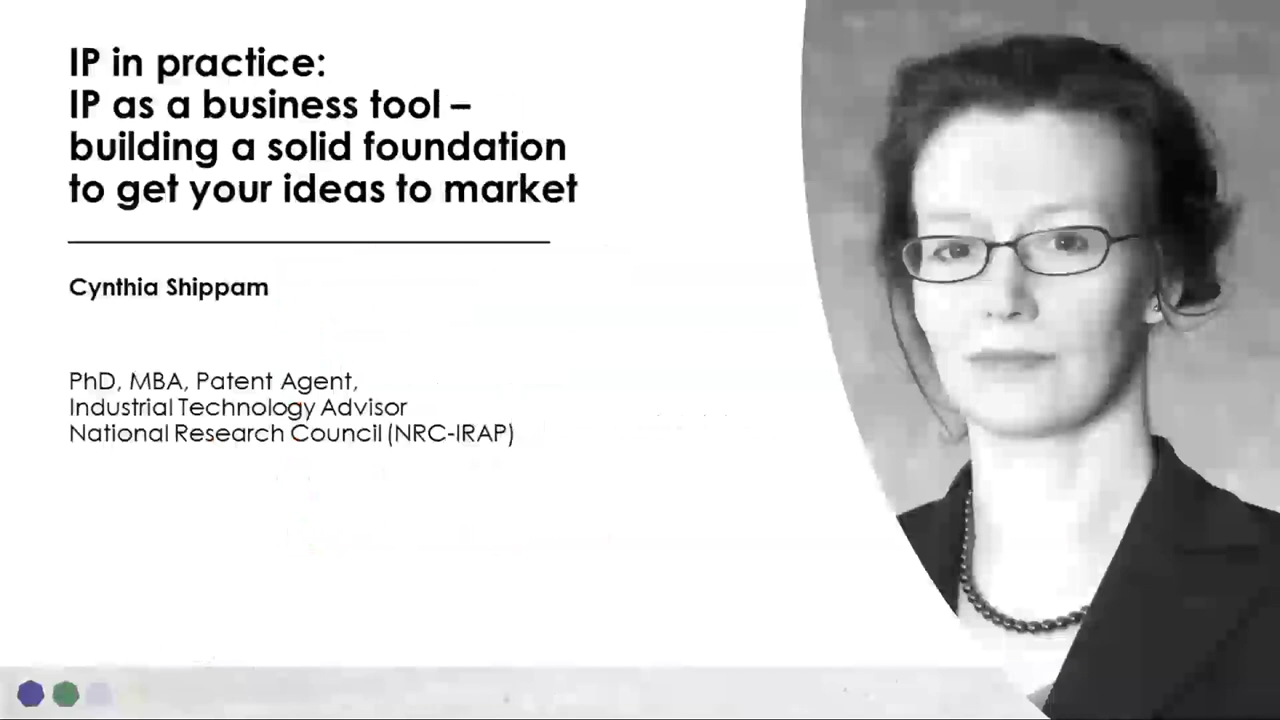 IP in practice:
IP as a business tool –
building a solid foundation
to get your ideas to market
Cynthia Shippam
PhD, MBA, Patent Agent,
Industrial Technology Advisor
National Research Council (NRC-IRAP)